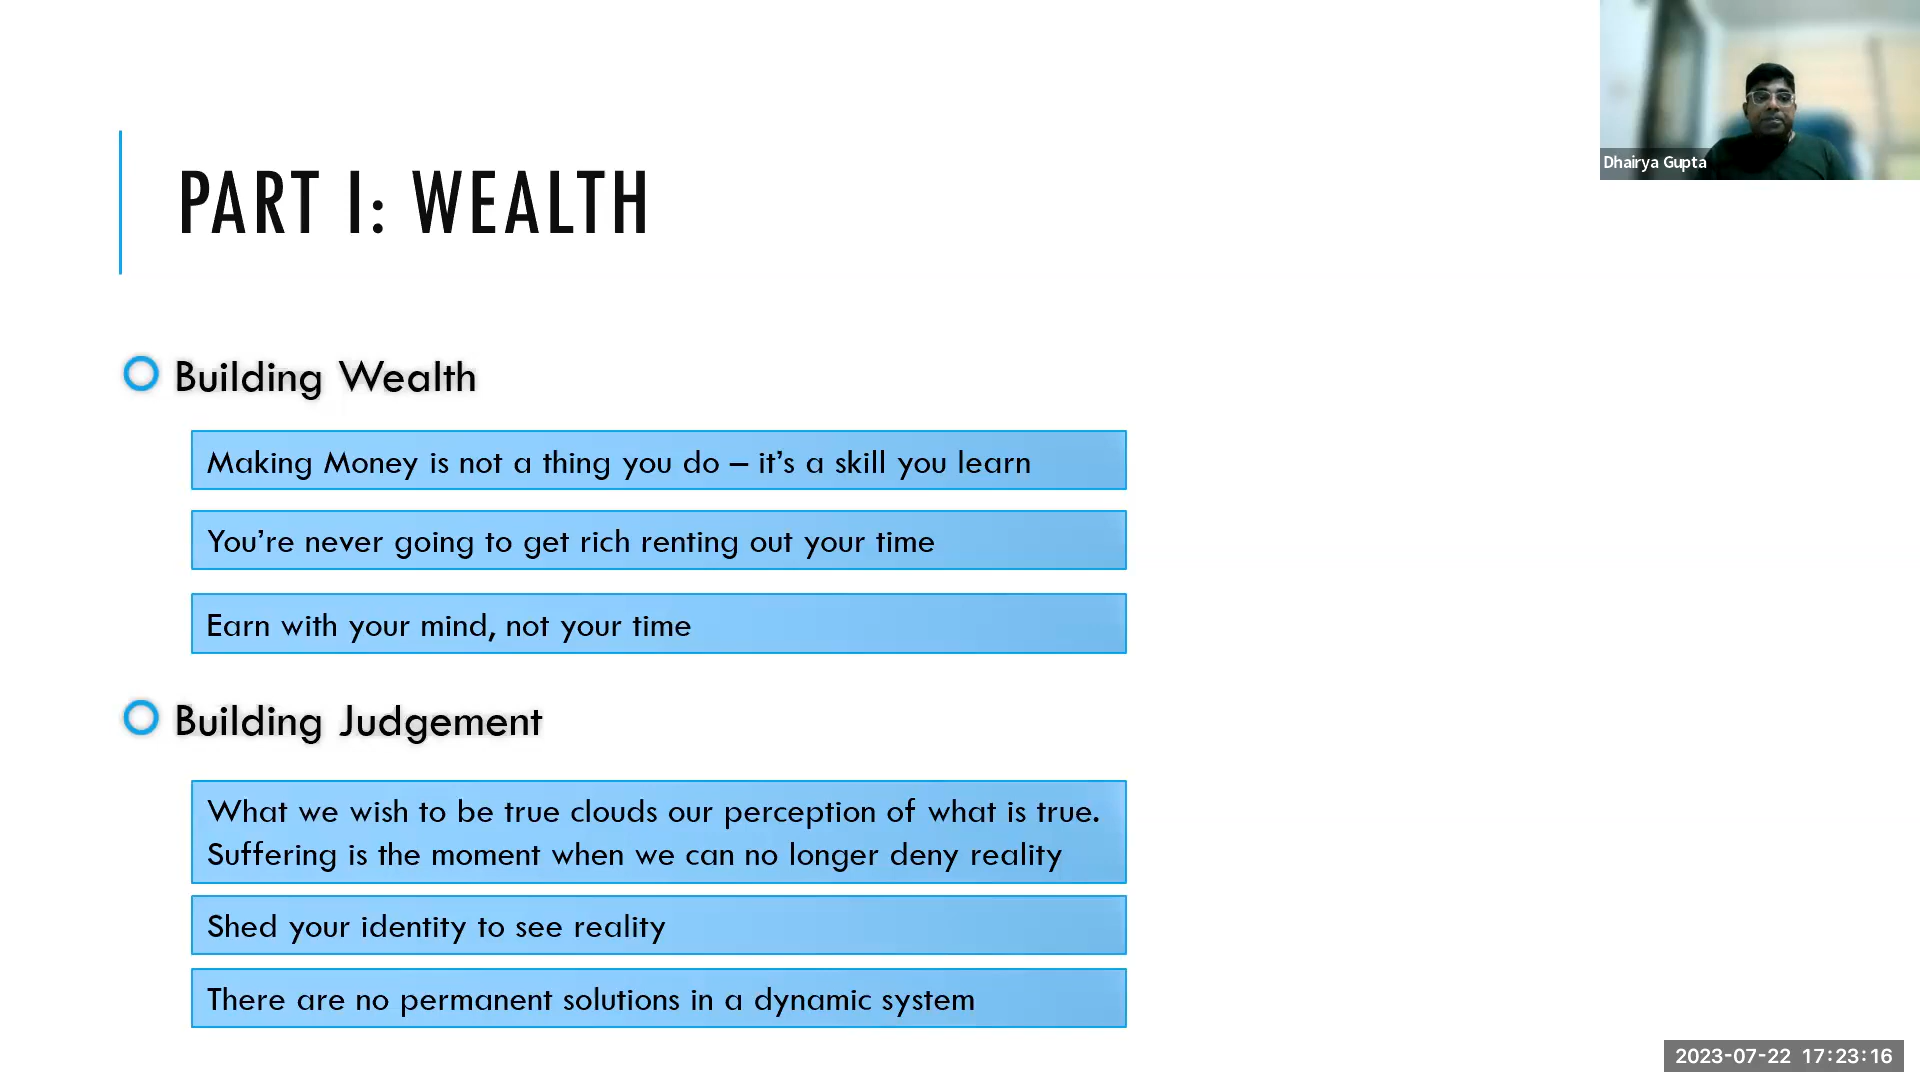 PART I: WEALTH
Dhairya Gupta
Building Wealth
Making Money is not a thing you do – it’s a skill you learn
You’re never going to get rich renting out your time
Earn with your mind, not your time
Building Judgement
What we wish to be true clouds our perception of what is true.
Suffering is the moment when we can no longer deny reality
Shed your identity to see reality
There are no permanent solutions in a dynamic system
2023-07-22 17:23:16